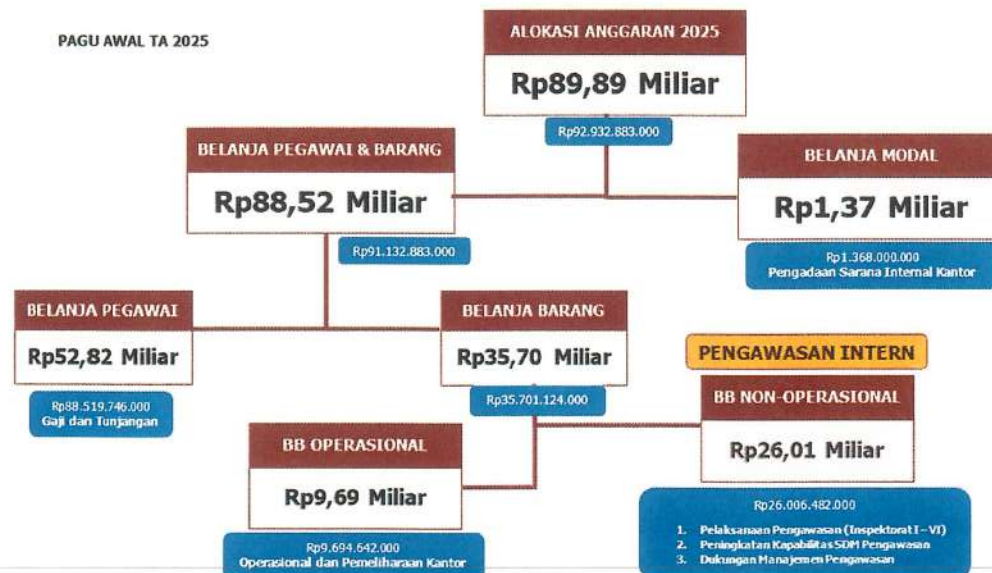 PAGU AWAL TA 2025
ALOKASI ANGGARAN 2025
Rp89,89 Miliar
Rp92.932.883.000
BELANJA PEGAWAI & BARANG
Rp88,52 Miliar
Rp91.132.883.000
BELANJA MODAL
Rp1,37 Miliar
Rp1.368.000.000
Pengadaan Sarana Internal Kantor
BELANJA PEGAWAI
Rp52,82 Miliar
Rp88.519.746.000
Gaji dan Tunjangan
BELANJA BARANG
Rp35,70 Miliar
Rp35.701.124.000
PENGAWASAN INTERN
BB NON-OPERASIONAL
Rp26,01 Miliar
Rp26.006.482.000
1. Pelaksanaan Pengawasan (Inspektorat I – VI)
2. Peningkatan Kapabilitas SDM Pengawasan
3. Dukungan Manajemen Pengawasan
BB OPERASIONAL
Rp9,69 Miliar
Rp9.694.642.000
Operasional dan Pemeliharaan Kantor